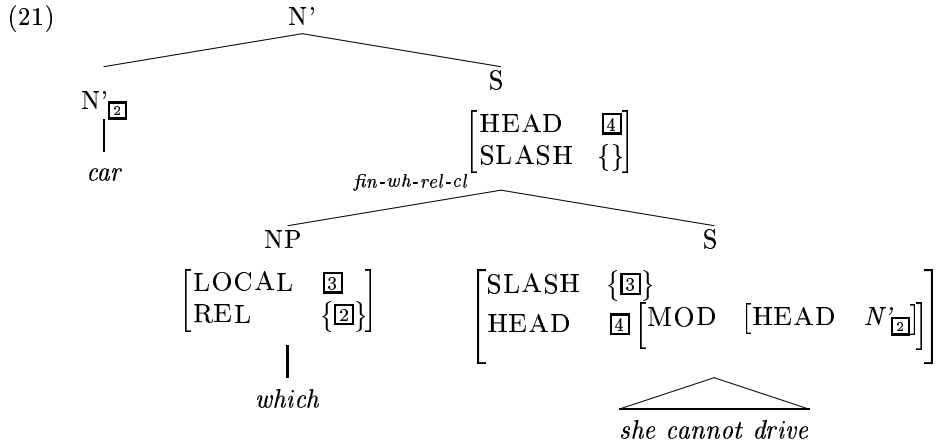 (21)
N'
N'2
S
car
[HEAD 4
SLASH {}]
fin-wh-rel-cl
NP
S
[LOCAL 3
REL {2}]
[SLASH {3}
HEAD 4 [MOD [HEAD N'2]]]
which
she cannot drive